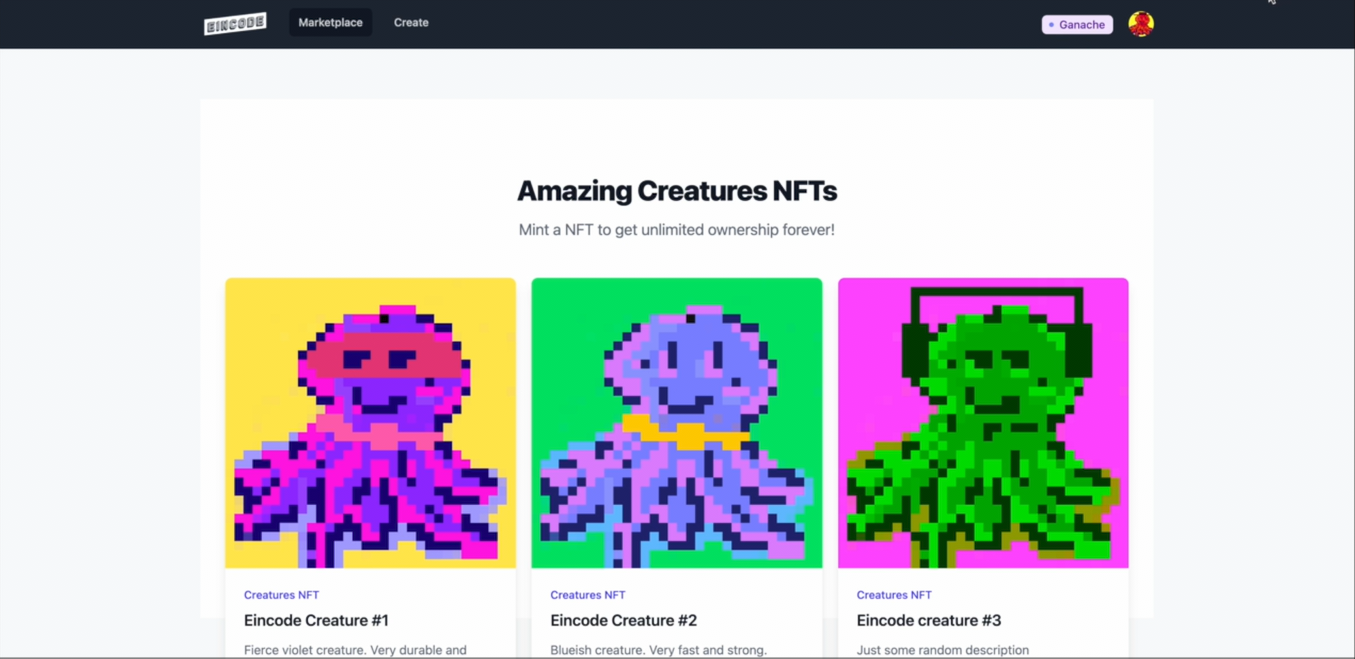 EINCODE
Marketplace
Create
Ganache
Amazing Creatures NFTs
Mint a NFT to get unlimited ownership forever!
Creatures NFT
Eincode Creature #1
Fierce violet creature. Very durable and
Creatures NFT
Eincode Creature #2
Blueish creature. Very fast and strong.
Creatures NFT
Eincode creature #3
Just some random description